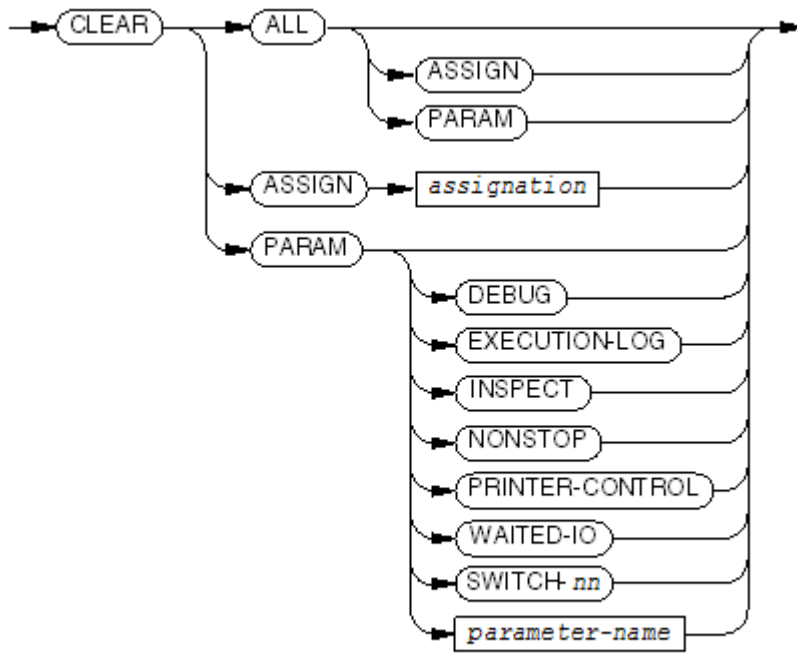 CLEAR ALL
ASSIGN
PARAM
ASSIGN assignation
PARAM
DEBUG
EXECUTION-LOG
INSPECT
NONSTOP
PRINTER-CONTROL
WAITED-IO
SWITCH-nn
parameter-name